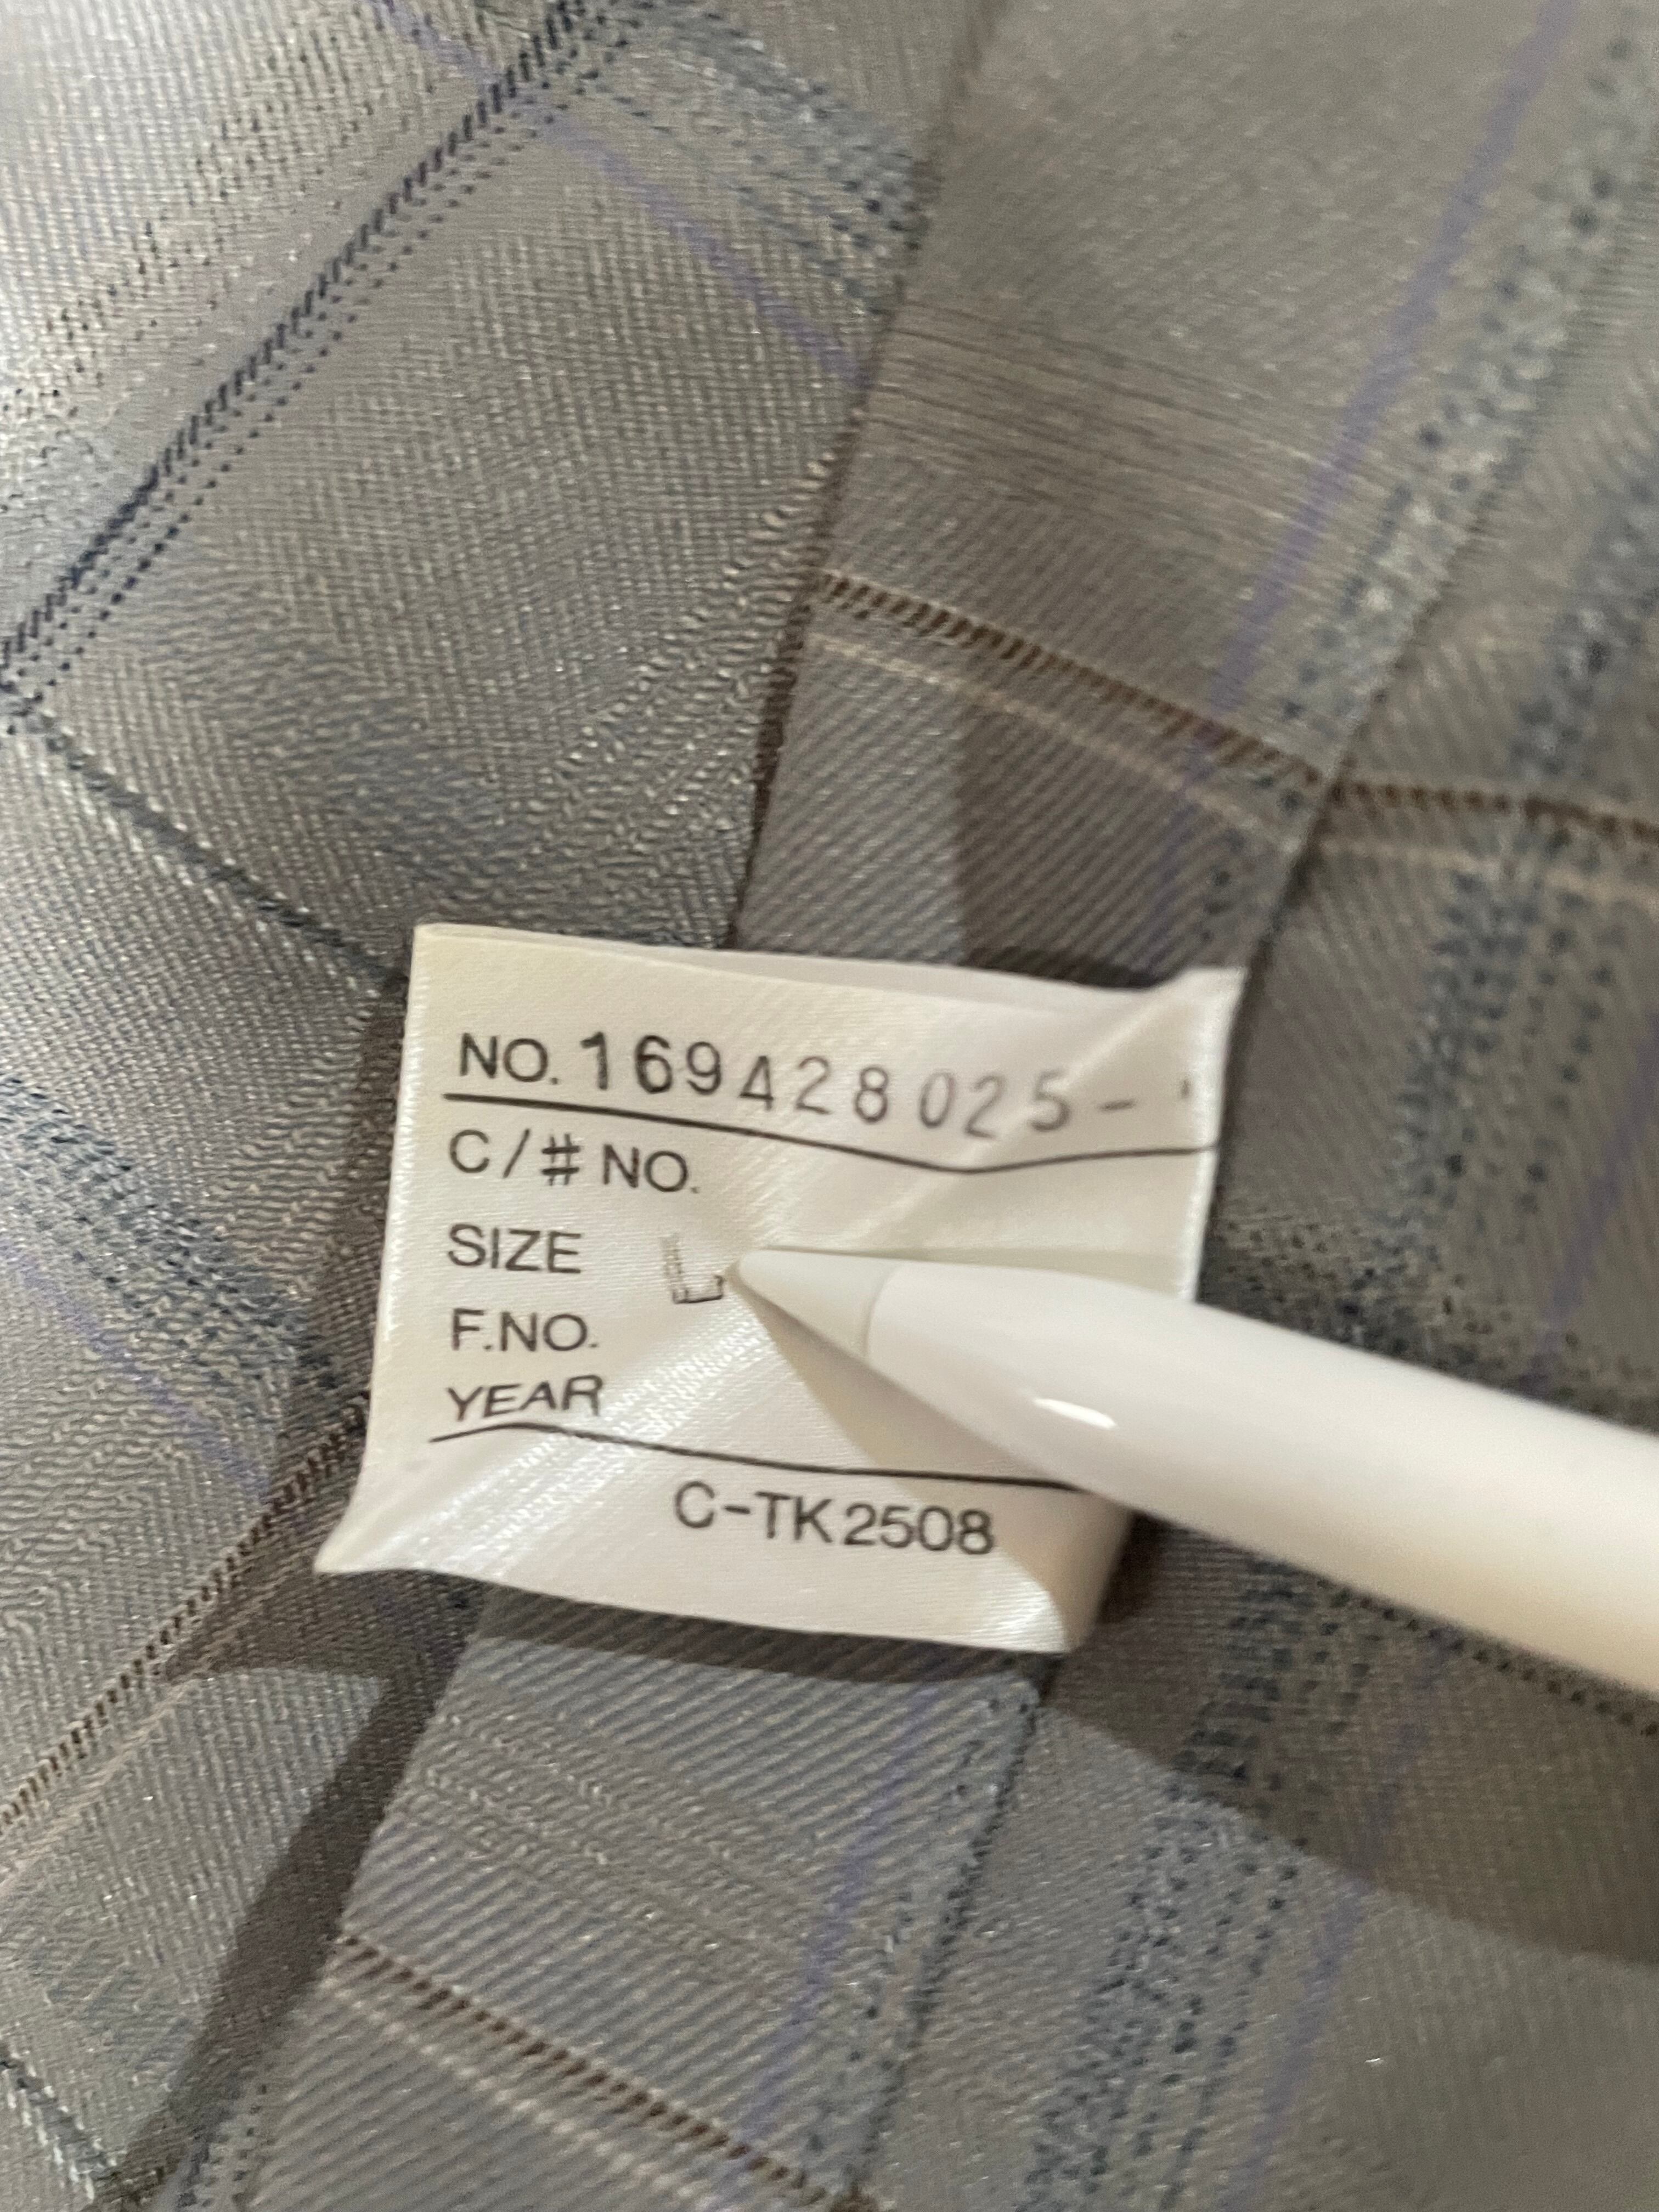 NO. 169428025-
C/# NO.
SIZE L
F.NO.
YEAR
C-TK2508